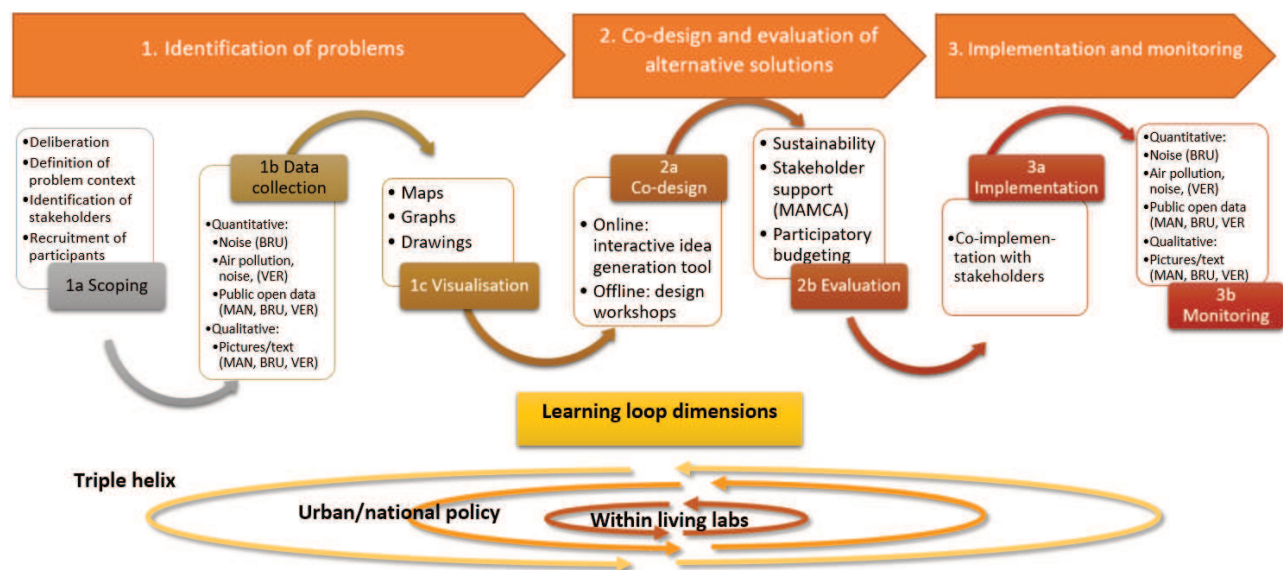 1. Identification of problems
2. Co-design and evaluation of
alternative solutions
3. Implementation and monitoring
•Deliberation
•Definition of
problem context
•Identification of
stakeholders
•Recruitment of
participants
1a Scoping
1b Data
collection
•Quantitative:
•Noise (BRU)
•Air pollution,
noise, (VER)
•Public open data
(MAN, BRU, VER)
•Qualitative:
•Pictures/text
(MAN, BRU, VER)
• Maps
• Graphs
• Drawings
1c Visualisation
2a
Co-design
• Online:
interactive idea
generation tool
• Offline: design
workshops
• Sustainability
• Stakeholder
support
(MAMCA)
• Participatory
budgeting
2b Evaluation
3a
Implementation
•Co-implemen-
tation with
stakeholders
•Quantitative:
•Noise (BRU)
•Air pollution,
noise, (VER)
•Public open data
(MAN, BRU, VER
•Qualitative:
•Pictures/text
(MAN, BRU, VER)
3b
Monitoring
Learning loop dimensions
Triple helix
Urban/national policy
Within living labs